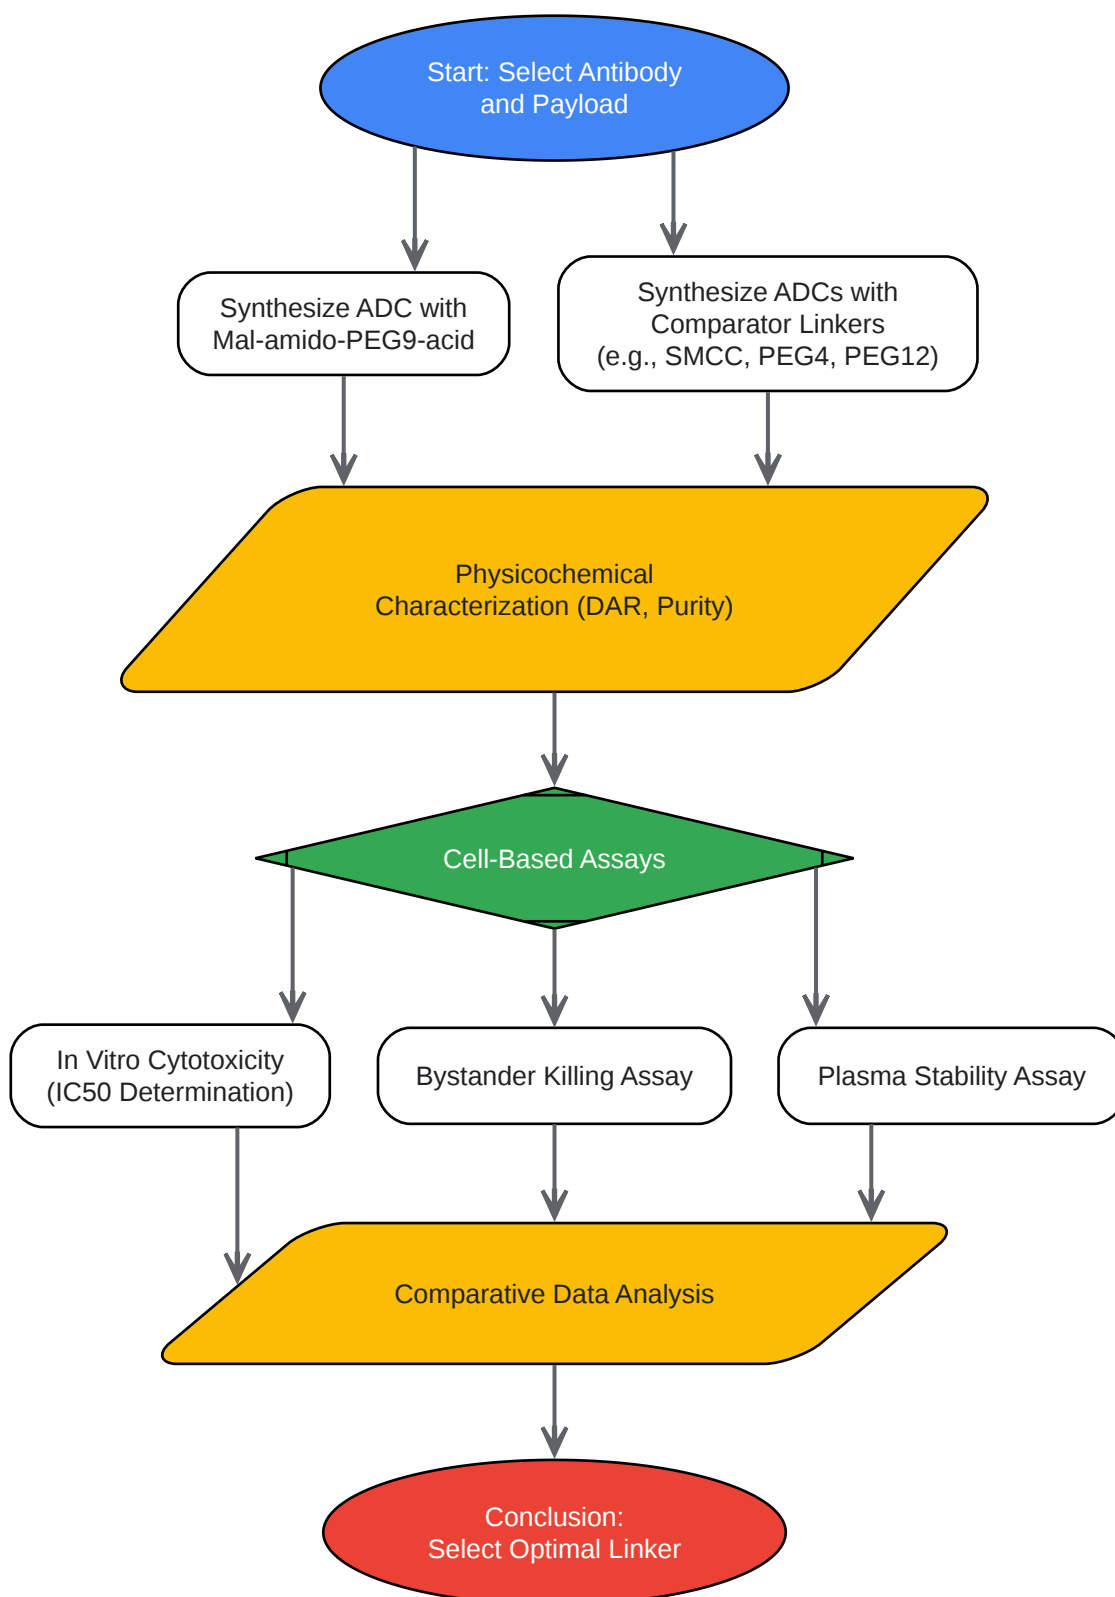 Start: Select Antibody
and Payload
Synthesize ADC with
Mal-amido-PEG9-acid
Synthesize ADCs with
Comparator Linkers
(e.g., SMCC, PEG4, PEG12)
Physicochemical
Characterization (DAR, Purity)
Cell-Based Assays
In Vitro Cytotoxicity
(IC50 Determination)
Bystander Killing Assay
Plasma Stability Assay
Comparative Data Analysis
Conclusion:
Select Optimal Linker